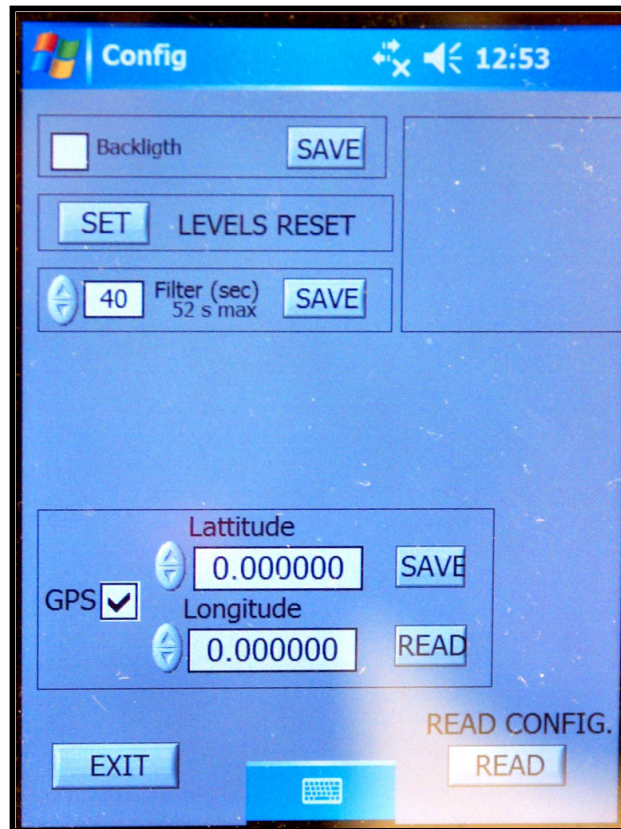 Config 12:53
Backligth SAVE
SET LEVELS RESET
40 Filter (sec) SAVE
52 s max
Lattitude
0.000000 SAVE
GPS
Longitude
0.000000 READ
READ CONFIG.
EXIT READ